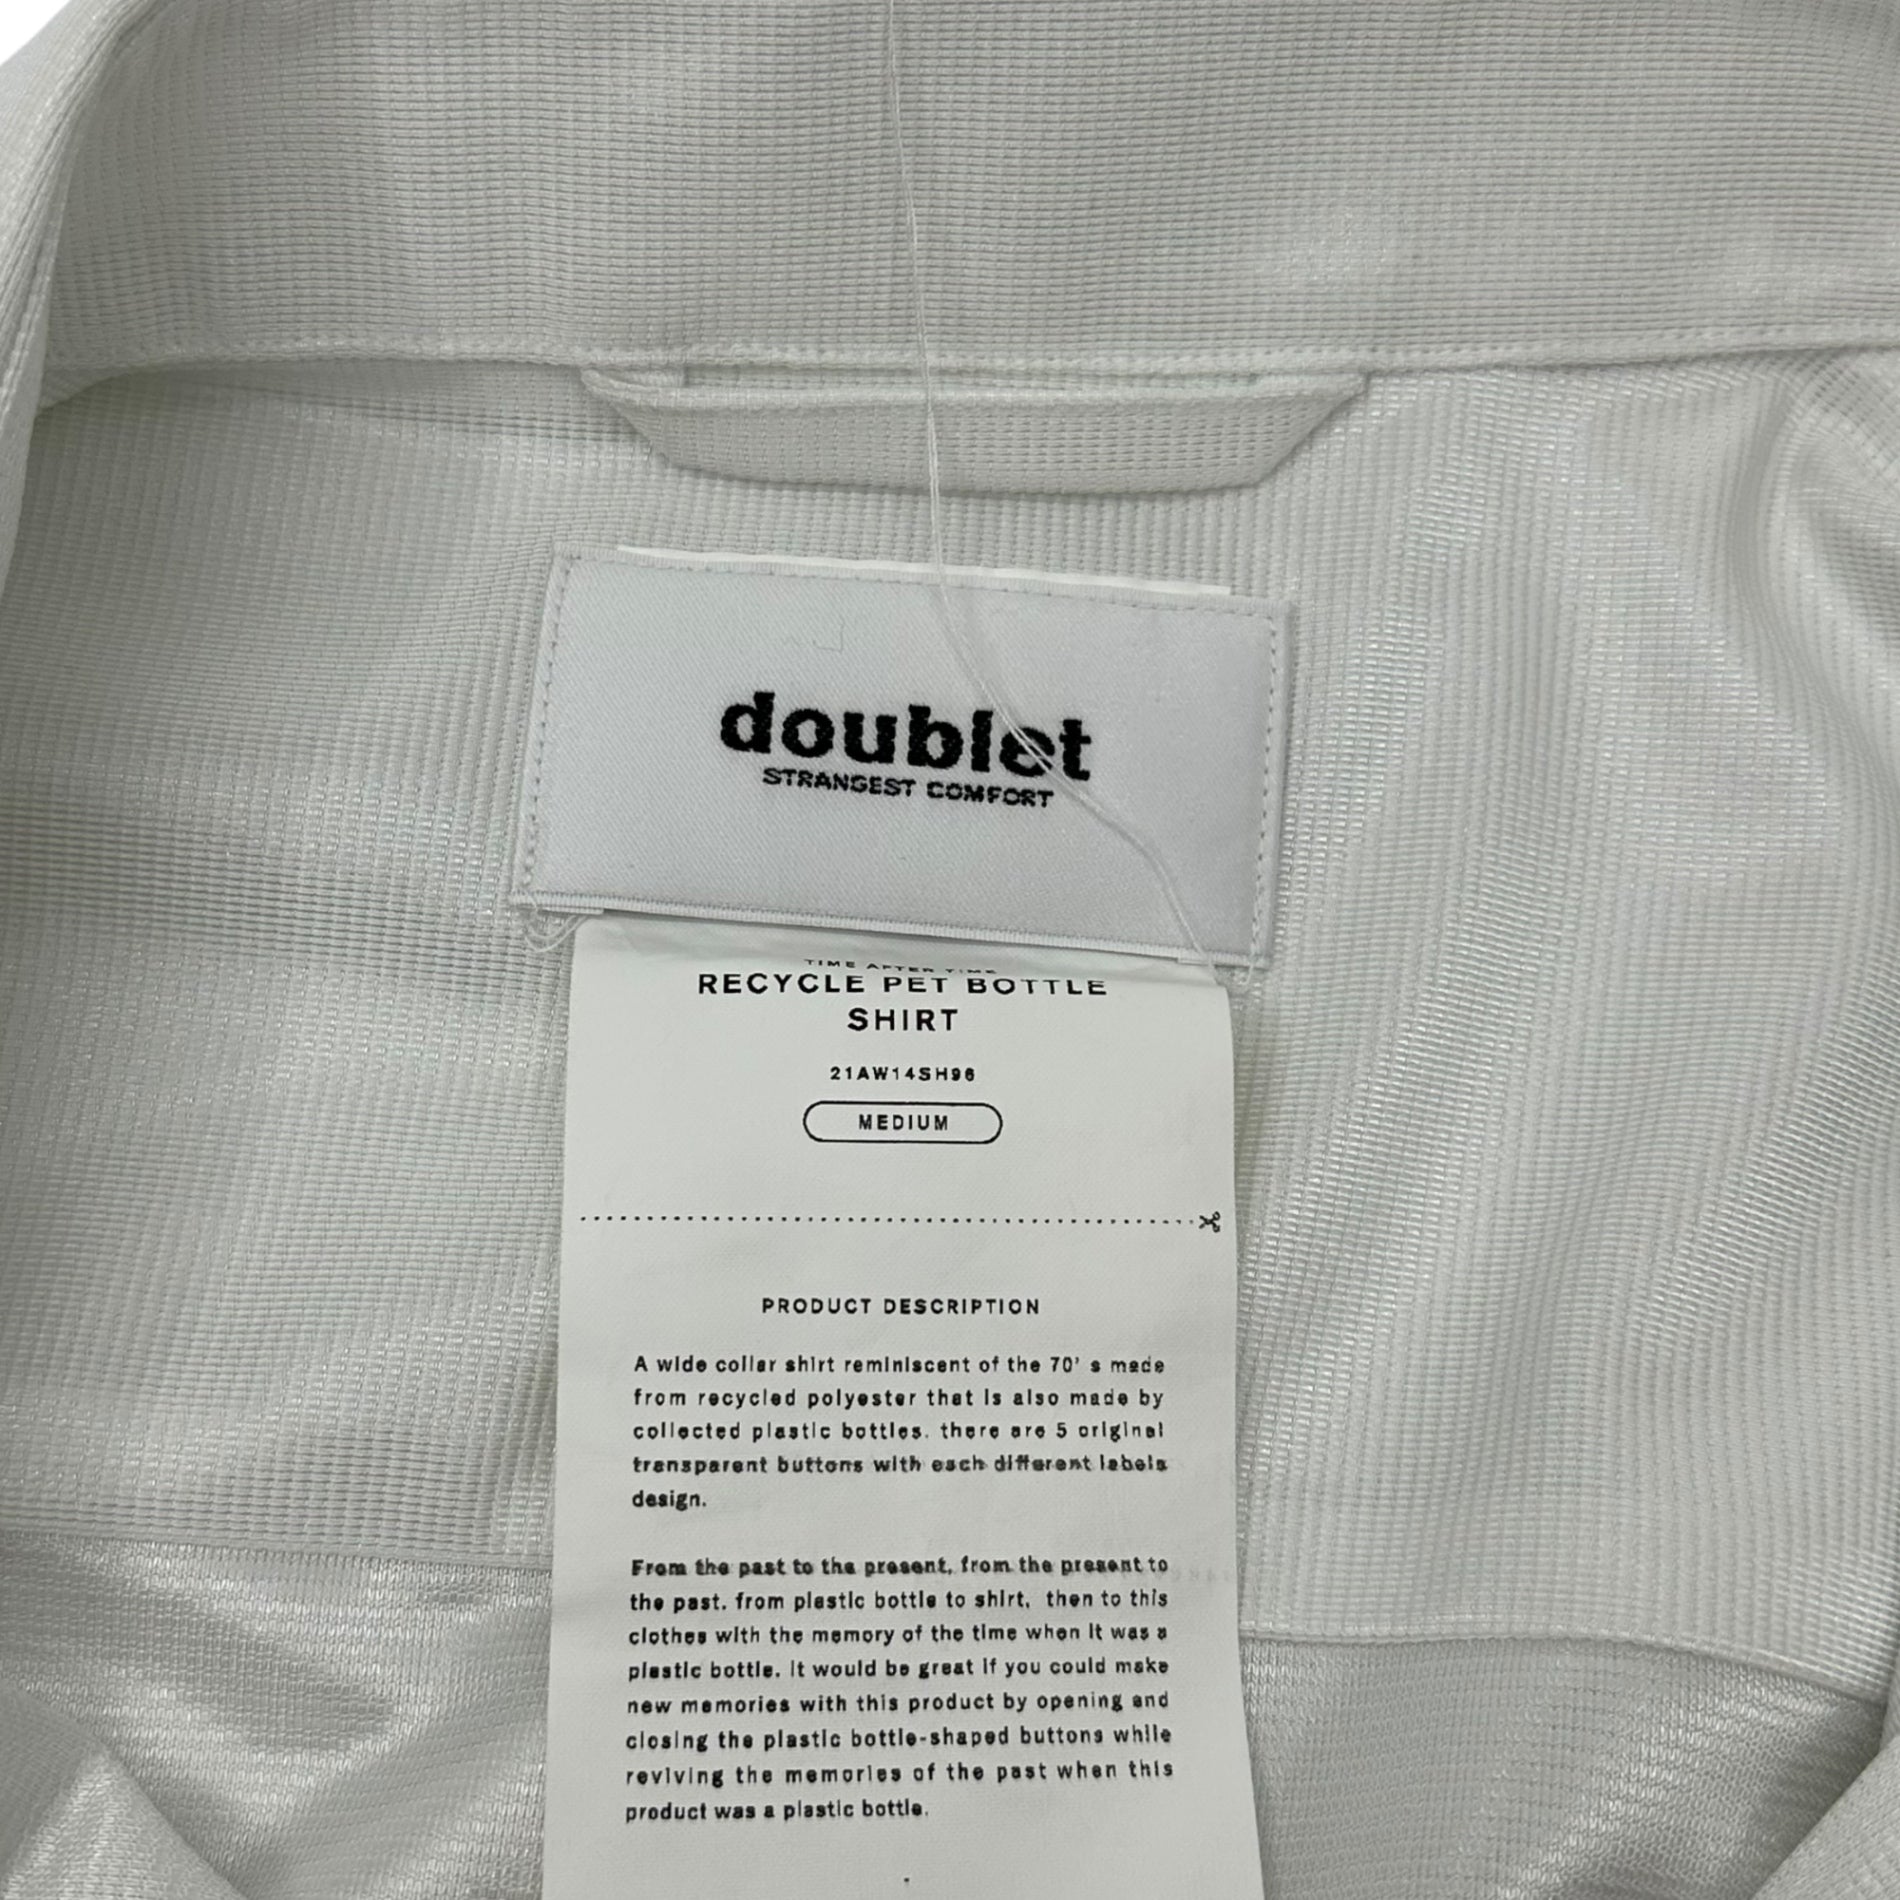 doublet
STRANGEST COMFORT
TIME AFTER TIME
RECYCLE PET BOTTLE
SHIRT
21AW14SH96
MEDIUM
PRODUCT DESCRIPTION
A wide collar shirt reminiscent of the 70' s made
from recycled polyester that is also made by
collected plastic bottles. there are 5 original
transparent buttons with each different labels
design.
From the past to the present, from the present to
the past. from plastic bottle to shirt, then to this
clothes with the memory of the time when it was a
plastic bottle. it would be great if you could make
new memories with this product by opening and
closing the plastic bottle-shaped buttons while
reviving the memories of the past when this
product was a plastic bottle.